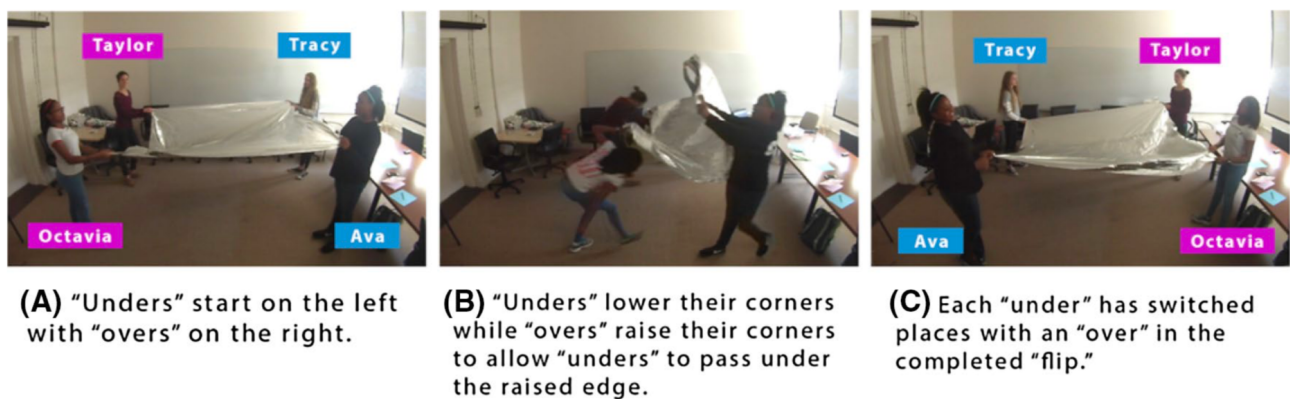 Taylor
Tracy
Octavia
Ava
Tracy
Taylor
Ava
Octavia
(A) “Unders” start on the left
with “overs” on the right.
(B) “Unders” lower their corners
while “overs” raise their corners
to allow “unders” to pass under
the raised edge.
(C) Each “under” has switched
places with an “over” in the
completed “flip.”